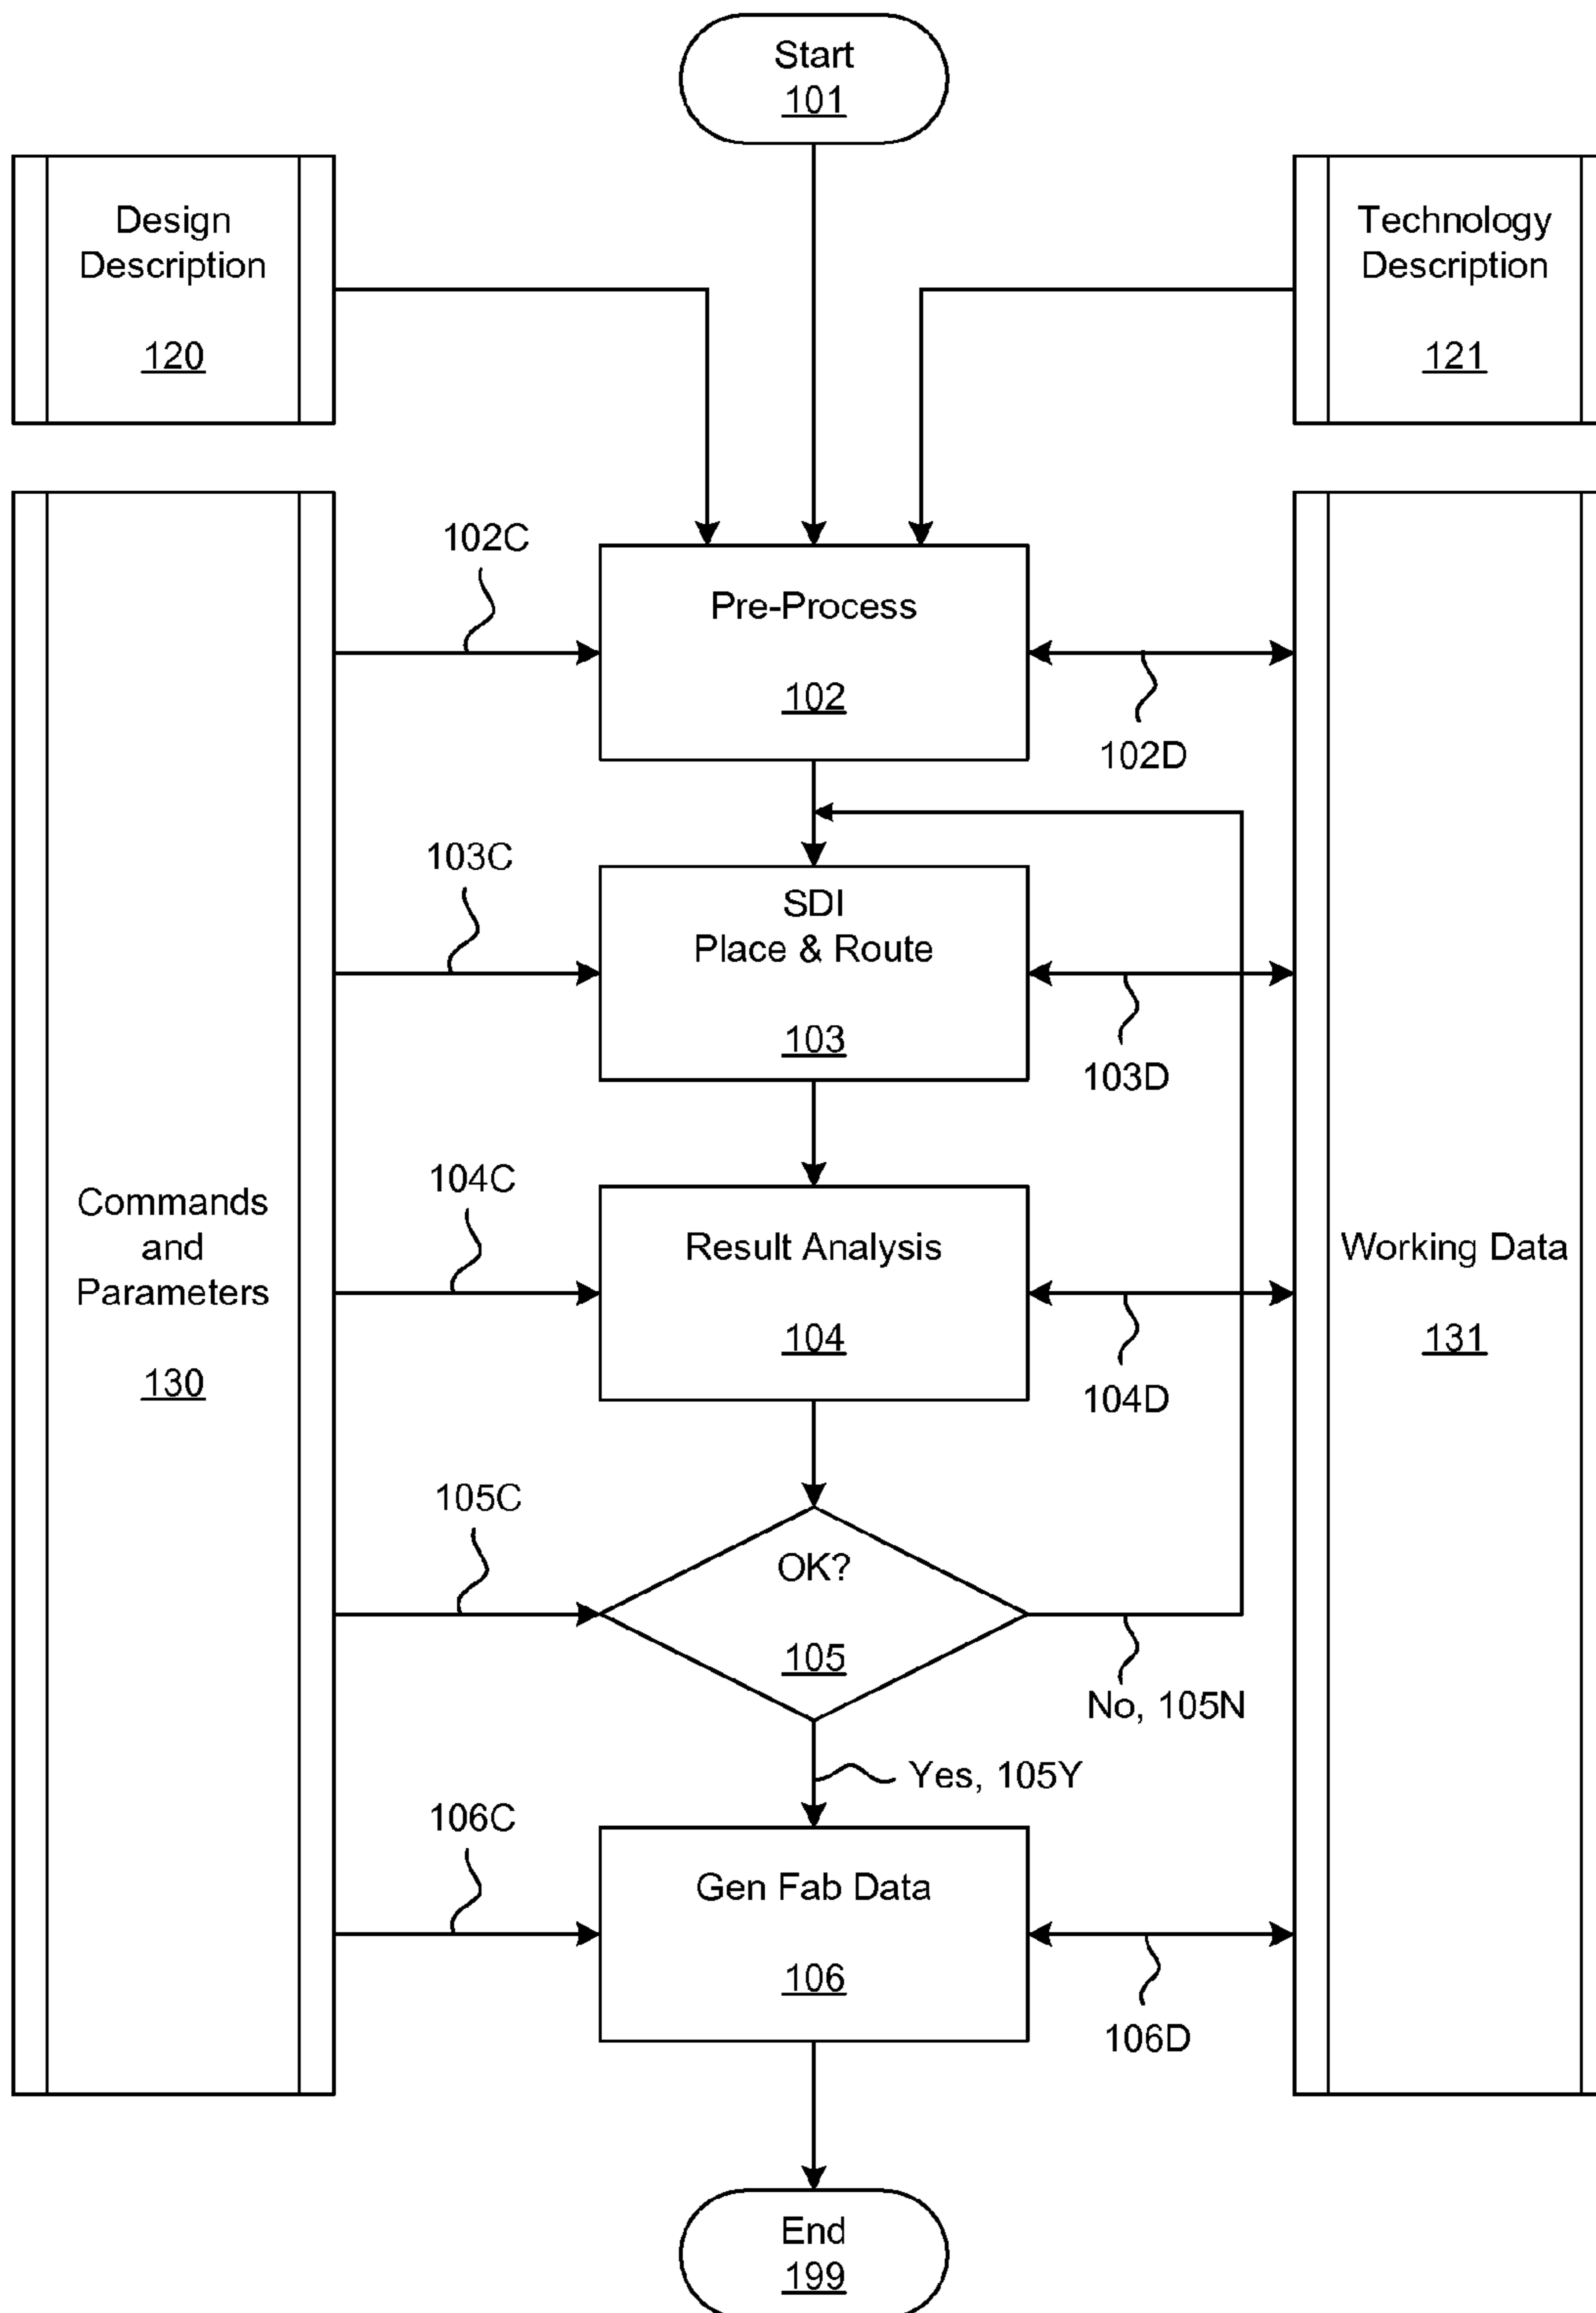 Start
101
Design
Description
120
Technology
Description
121
102C
Pre-Process
102
102D
103C
SDI
Place & Route
103
103D
Commands
and
Parameters
130
104C
Result Analysis
104
104D
Working Data
131
105C
OK?
105
No, 105N
Yes, 105Y
106C
Gen Fab Data
106
106D
End
199